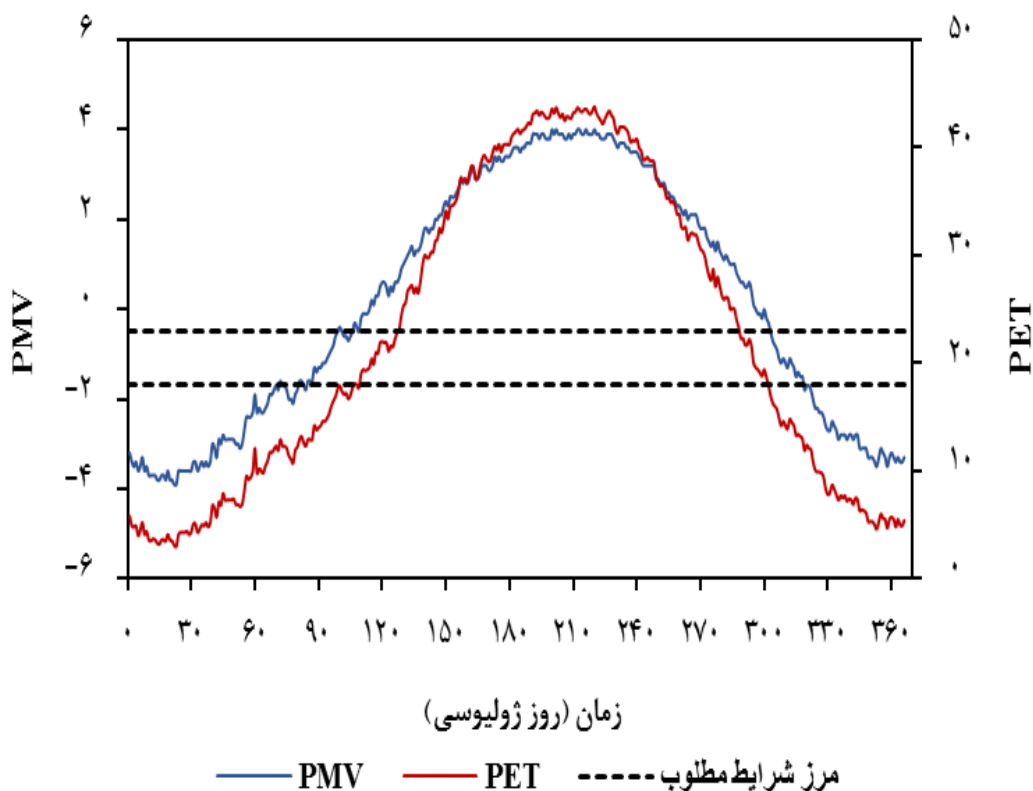 ۶
۴
۲
۰
-۲
-۴
-۶
PMV
۵۰
۴۰
۳۰
۲۰
۱۰
۰
PET
۰ ۳۰ ۶۰ ۹۰ ۱۲۰ ۱۵۰ ۱۸۰ ۲۱۰ ۲۴۰ ۲۷۰ ۳۰۰ ۳۳۰ ۳۶۰
زمان (روز ژولیوسی)
PMV PET مرز شرایط مطلوب